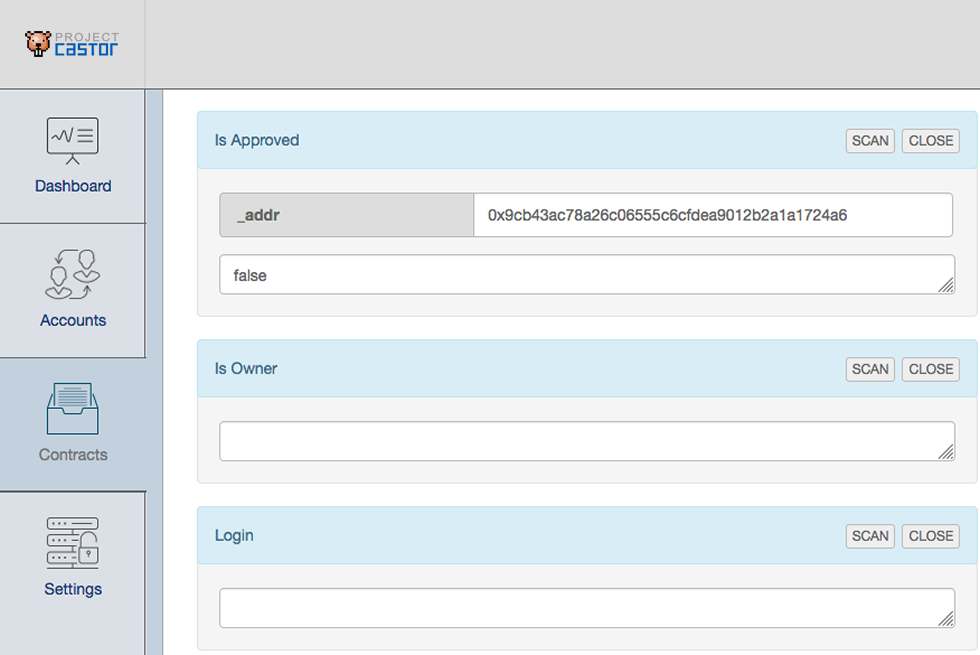 PROJECT
castor
Dashboard
Accounts
Contracts
Settings
Is Approved
SCAN CLOSE
_addr 0x9cb43ac78a26c06555c6cfdea9012b2a1a1724a6
false
Is Owner
SCAN CLOSE
Login
SCAN CLOSE